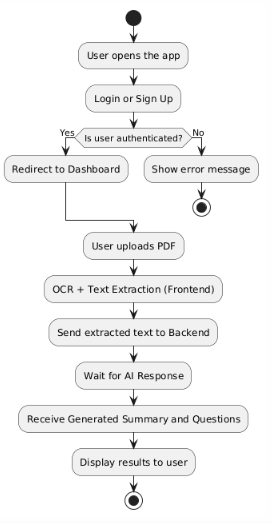 User opens the app
Login or Sign Up
Yes
Is user authenticated?
No
Redirect to Dashboard
Show error message
User uploads PDF
OCR + Text Extraction (Frontend)
Send extracted text to Backend
Wait for AI Response
Receive Generated Summary and Questions
Display results to user